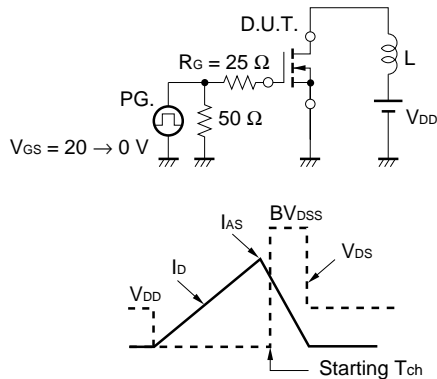 D.U.T.
RG = 25 Ω
L
PG.
50 Ω
VDD
VGS = 20 → 0 V
BVDSS
IAS
ID
VDS
VDD
Starting Tch